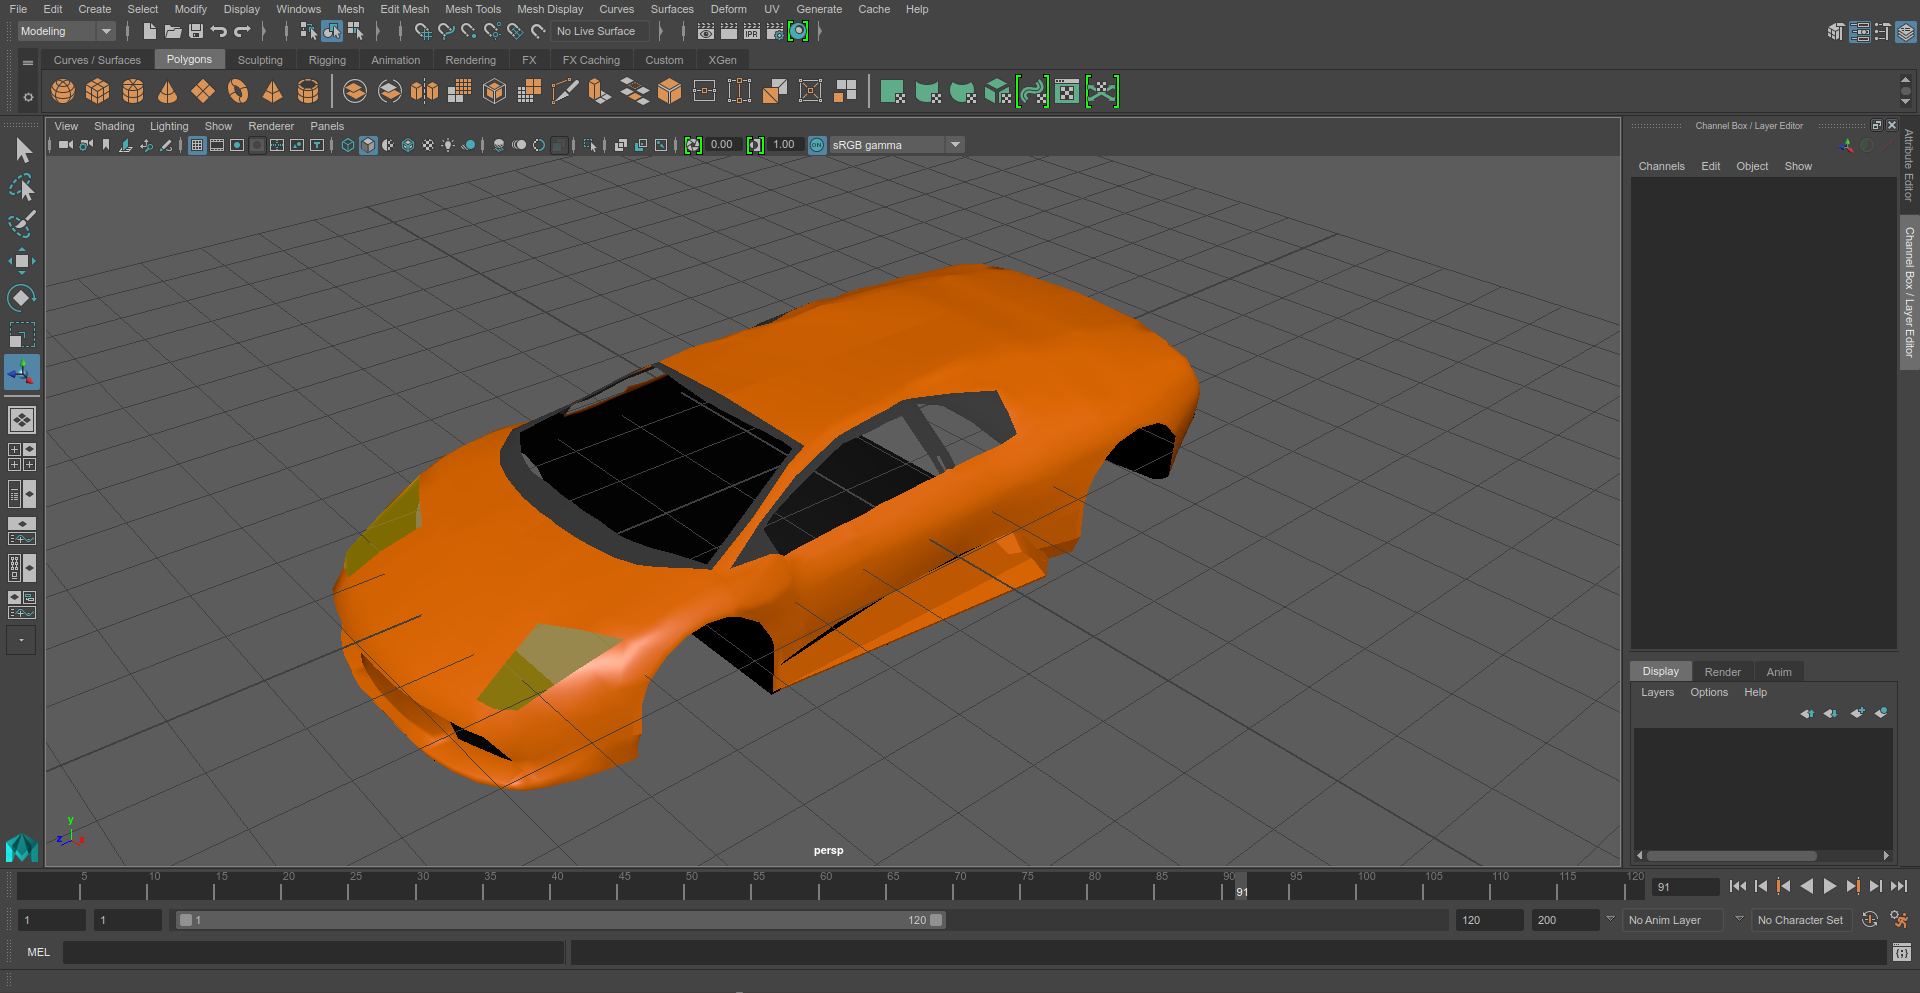 File Edit Create Select Modify Display Windows Mesh Edit Mesh Mesh Tools Mesh Display Curves Surfaces Deform UV Generate Cache Help
Modeling No Live Surface IPR
Curves / Surfaces Polygons Sculpting Rigging Animation Rendering FX FX Caching Custom XGen
View Shading Lighting Show Renderer Panels
0.00 1.00 ON sRGB gamma
Channel Box / Layer Editor
Channels Edit Object Show
Attribute Editor
Channel Box / Layer Editor
Display Render Anim
Layers Options Help
y
z x
persp
5 10 15 20 25 30 35 40 45 50 55 60 65 70 75 80 85 90 95 100 105 110 115 120
91 91
1 1 1 120 120 200 No Anim Layer No Character Set
MEL